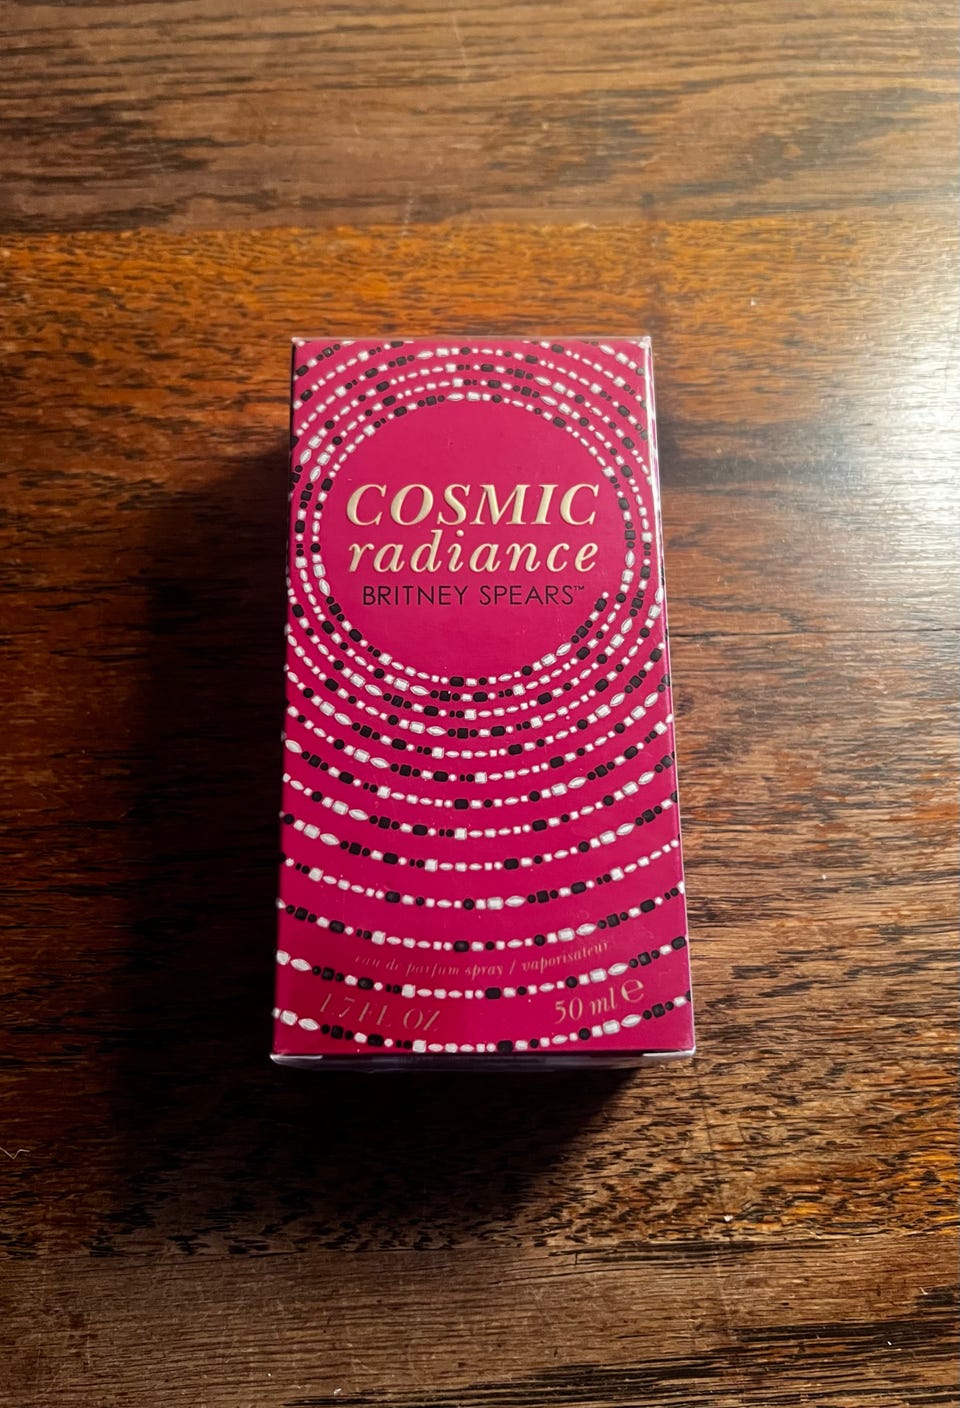 COSMIC
radiance
BRITNEY SPEARS™
eau de parfum spray / vaporisateur
1.7 FL OZ 50 ml ℮